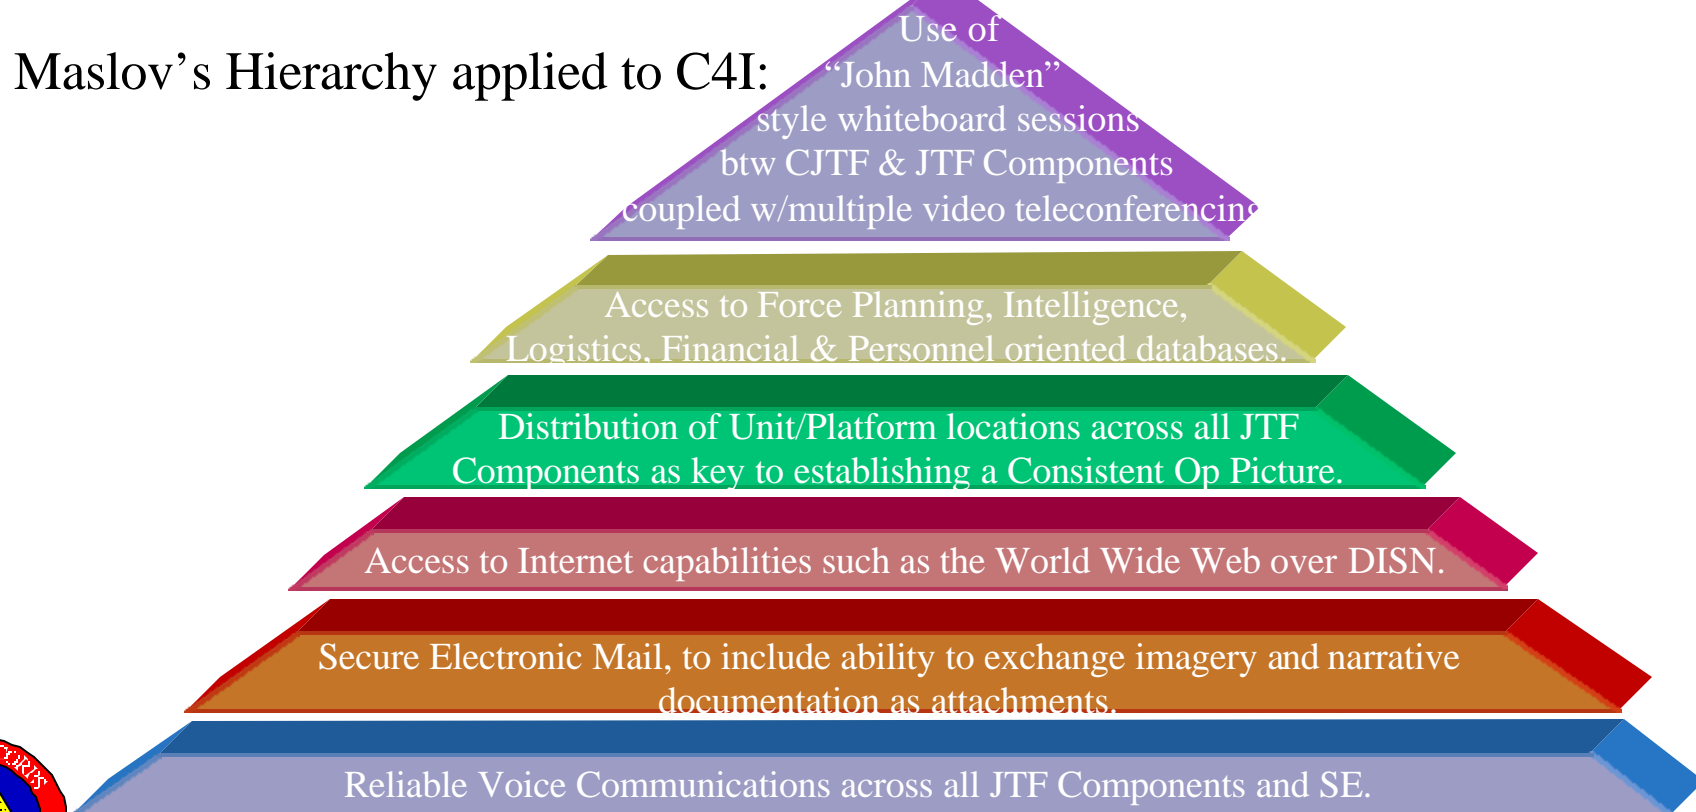 Maslov’s Hierarchy applied to C4I:
Use of
“John Madden”
style whiteboard sessions
btw CJTF & JTF Components
coupled w/multiple video teleconferencing
Access to Force Planning, Intelligence,
Logistics, Financial & Personnel oriented databases.
Distribution of Unit/Platform locations across all JTF
Components as key to establishing a Consistent Op Picture.
Access to Internet capabilities such as the World Wide Web over DISN.
Secure Electronic Mail, to include ability to exchange imagery and narrative
documentation as attachments.
Reliable Voice Communications across all JTF Components and SE.